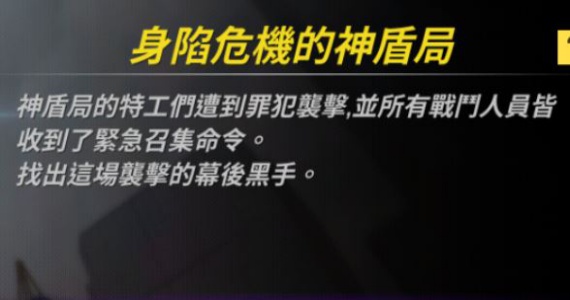 身陷危機的神盾局
神盾局的特工們遭到罪犯襲擊,並所有戰鬥人員皆
收到了緊急召集命令。
找出這場襲擊的幕後黑手。